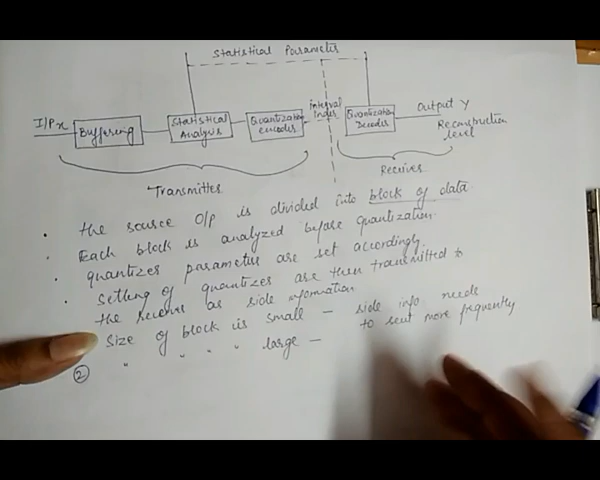 Statistical Parameter
I/P x
Buffering
Statistical
Analysis
Quantization
encoder
interval
index
Quantization
Decoder
Output Y
Reconstruction
level
Transmitter
Receiver
. the source O/p is divided into block of data.
. Each block is analyzed before quantization.
. quantizer parameter are set accordingly.
. Setting of quantizer are then transmitted to
the receiver as side information
Size of block is small - side info needs
to sent more frequently
" " " " large -
②